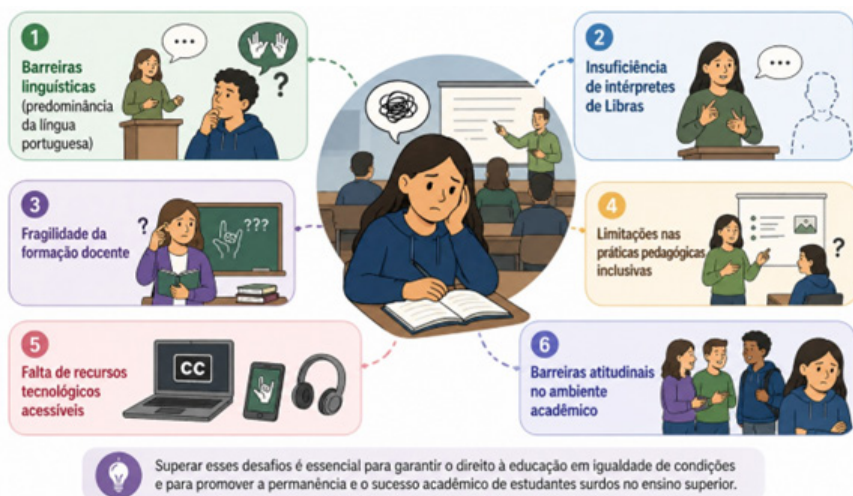 1
Barreiras
linguísticas
(predominância
da língua
portuguesa)
...
?
2
Insuficiência
de intérpretes
de Libras
...
3
Fragilidade da
formação docente
?
???
4
Limitações nas
práticas pedagógicas
inclusivas
?
5
Falta de recursos
tecnológicos
acessíveis
CC
6
Barreiras atitudinais
no ambiente
acadêmico
Superar esses desafios é essencial para garantir o direito à educação em igualdade de condições
e para promover a permanência e o sucesso acadêmico de estudantes surdos no ensino superior.